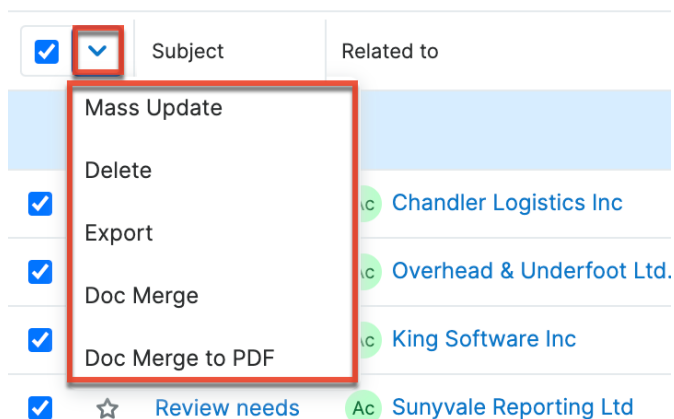 Subject Related to
Mass Update
Delete
Export
Doc Merge
Doc Merge to PDF
Chandler Logistics Inc
Overhead & Underfoot Ltd.
King Software Inc
Review needs Ac Sunyvale Reporting Ltd